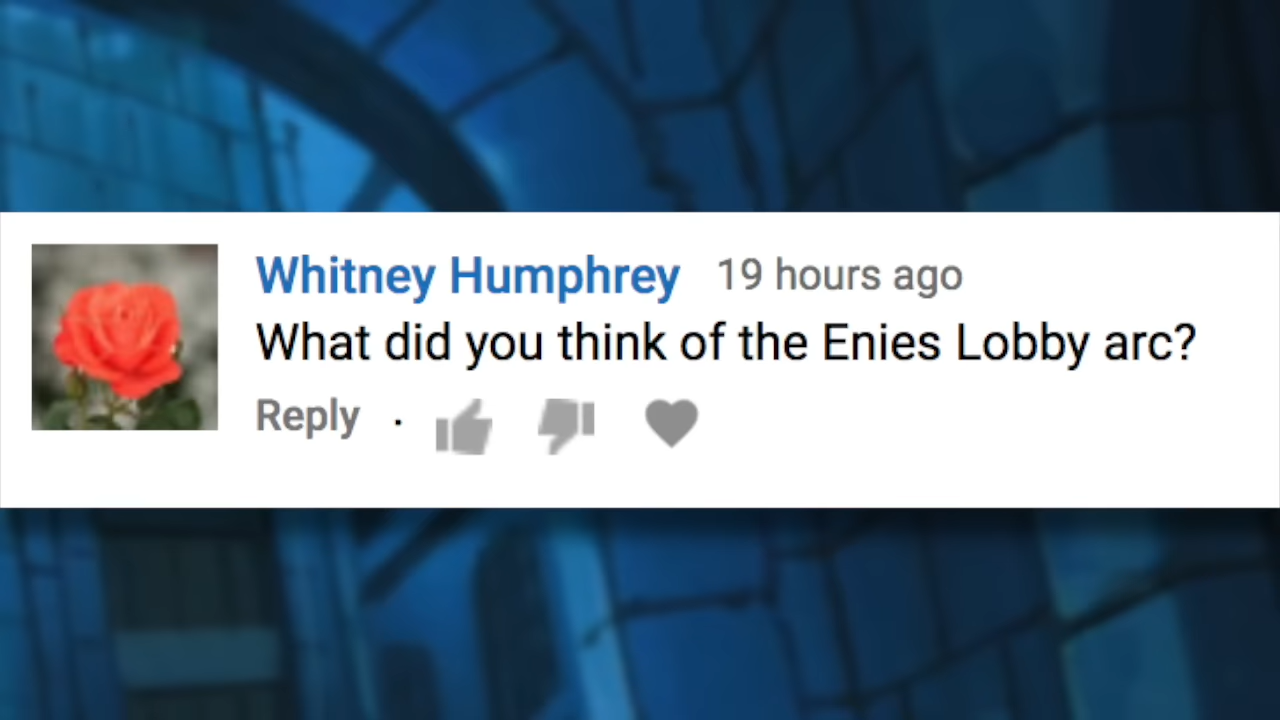 Whitney Humphrey 19 hours ago
What did you think of the Enies Lobby arc?
Reply ·